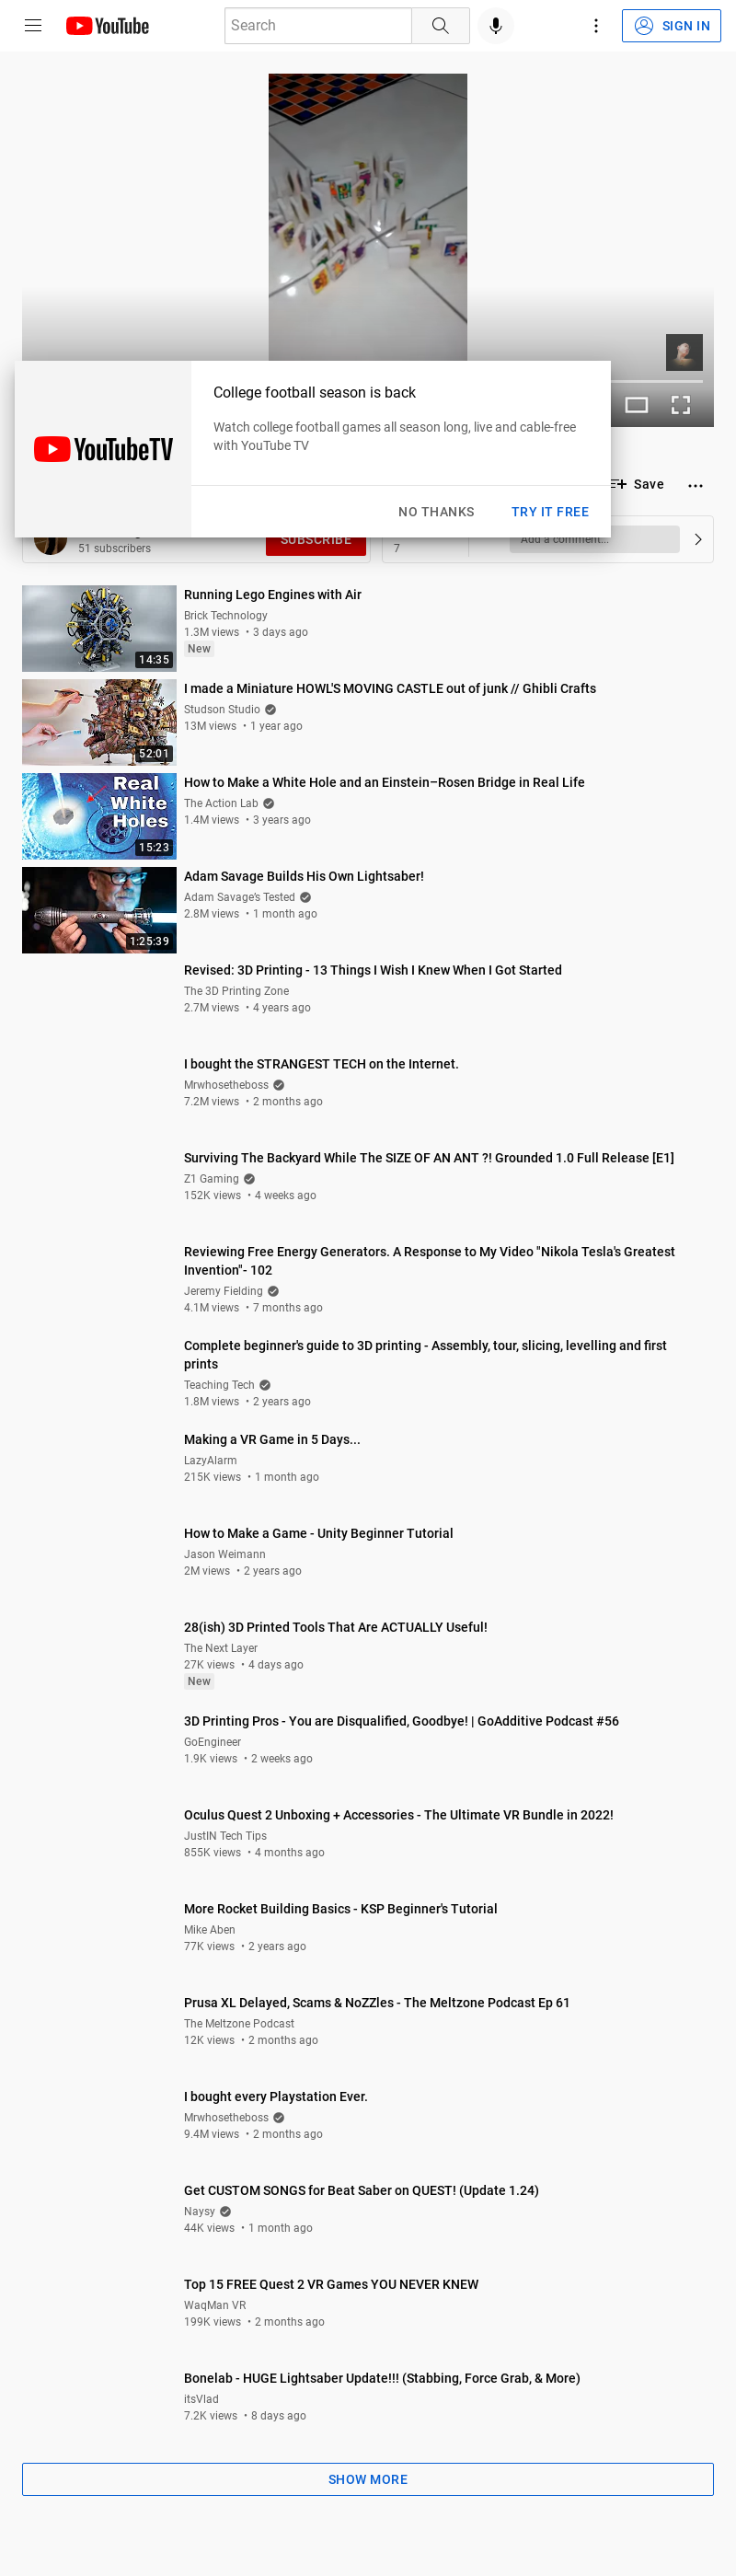 YouTube
Search
SIGN IN
College football season is back
YouTubeTV
Watch college football games all season long, live and cable-free
with YouTube TV
NO THANKS
TRY IT FREE
Save
51 subscribers
SUBSCRIBE
7
Add a comment...
Running Lego Engines with Air
Brick Technology
1.3M views • 3 days ago
New
14:35
I made a Miniature HOWL'S MOVING CASTLE out of junk // Ghibli Crafts
Studson Studio
13M views • 1 year ago
52:01
How to Make a White Hole and an Einstein–Rosen Bridge in Real Life
The Action Lab
1.4M views • 3 years ago
Real
White
Holes
15:23
Adam Savage Builds His Own Lightsaber!
Adam Savage's Tested
2.8M views • 1 month ago
1:25:39
Revised: 3D Printing - 13 Things I Wish I Knew When I Got Started
The 3D Printing Zone
2.7M views • 4 years ago
I bought the STRANGEST TECH on the Internet.
Mrwhosetheboss
7.2M views • 2 months ago
Surviving The Backyard While The SIZE OF AN ANT ?! Grounded 1.0 Full Release [E1]
Z1 Gaming
152K views • 4 weeks ago
Reviewing Free Energy Generators. A Response to My Video "Nikola Tesla's Greatest
Invention"- 102
Jeremy Fielding
4.1M views • 7 months ago
Complete beginner's guide to 3D printing - Assembly, tour, slicing, levelling and first
prints
Teaching Tech
1.8M views • 2 years ago
Making a VR Game in 5 Days...
LazyAlarm
215K views • 1 month ago
How to Make a Game - Unity Beginner Tutorial
Jason Weimann
2M views • 2 years ago
28(ish) 3D Printed Tools That Are ACTUALLY Useful!
The Next Layer
27K views • 4 days ago
New
3D Printing Pros - You are Disqualified, Goodbye! | GoAdditive Podcast #56
GoEngineer
1.9K views • 2 weeks ago
Oculus Quest 2 Unboxing + Accessories - The Ultimate VR Bundle in 2022!
JustIN Tech Tips
855K views • 4 months ago
More Rocket Building Basics - KSP Beginner's Tutorial
Mike Aben
77K views • 2 years ago
Prusa XL Delayed, Scams & NoZZles - The Meltzone Podcast Ep 61
The Meltzone Podcast
12K views • 2 months ago
I bought every Playstation Ever.
Mrwhosetheboss
9.4M views • 2 months ago
Get CUSTOM SONGS for Beat Saber on QUEST! (Update 1.24)
Naysy
44K views • 1 month ago
Top 15 FREE Quest 2 VR Games YOU NEVER KNEW
WaqMan VR
199K views • 2 months ago
Bonelab - HUGE Lightsaber Update!!! (Stabbing, Force Grab, & More)
itsVlad
7.2K views • 8 days ago
SHOW MORE